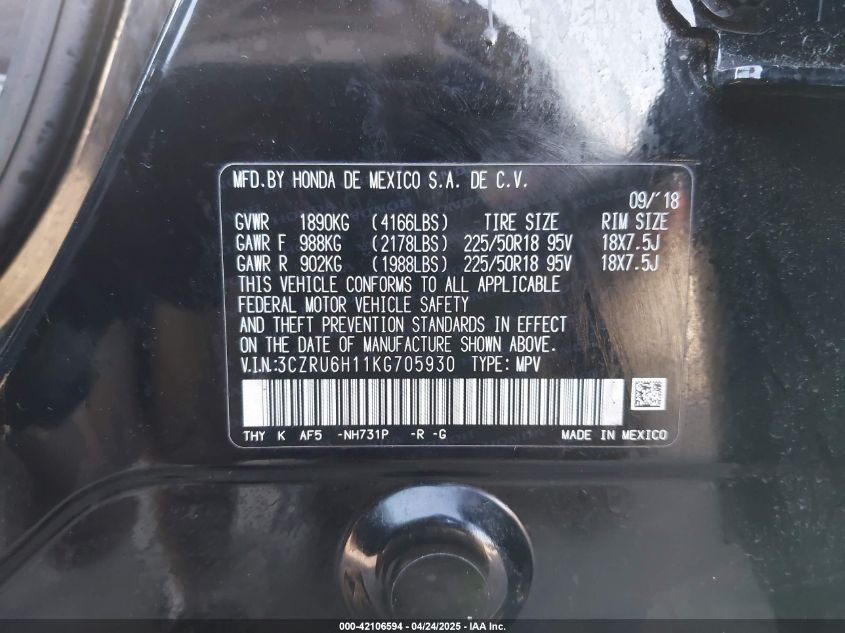 MFD.BY HONDA DE MEXICO S.A. DE C.V.
09/´18
GVWR 1890KG (4166LBS) TIRE SIZE RIM SIZE
GAWR F 988KG (2178LBS) 225/50R18 95V 18X7.5J
GAWR R 902KG (1988LBS) 225/50R18 95V 18X7.5J
THIS VEHICLE CONFORMS TO ALL APPLICABLE
FEDERAL MOTOR VEHICLE SAFETY
AND THEFT PREVENTION STANDARDS IN EFFECT
ON THE DATE OF MANUFACTURE SHOWN ABOVE.
V.I.N.:3CZRU6H11KG705930 TYPE: MPV
THY K AF5 -NH731P -R -G MADE IN MEXICO
000-42106594 - 04/24/2025 - IAA Inc.